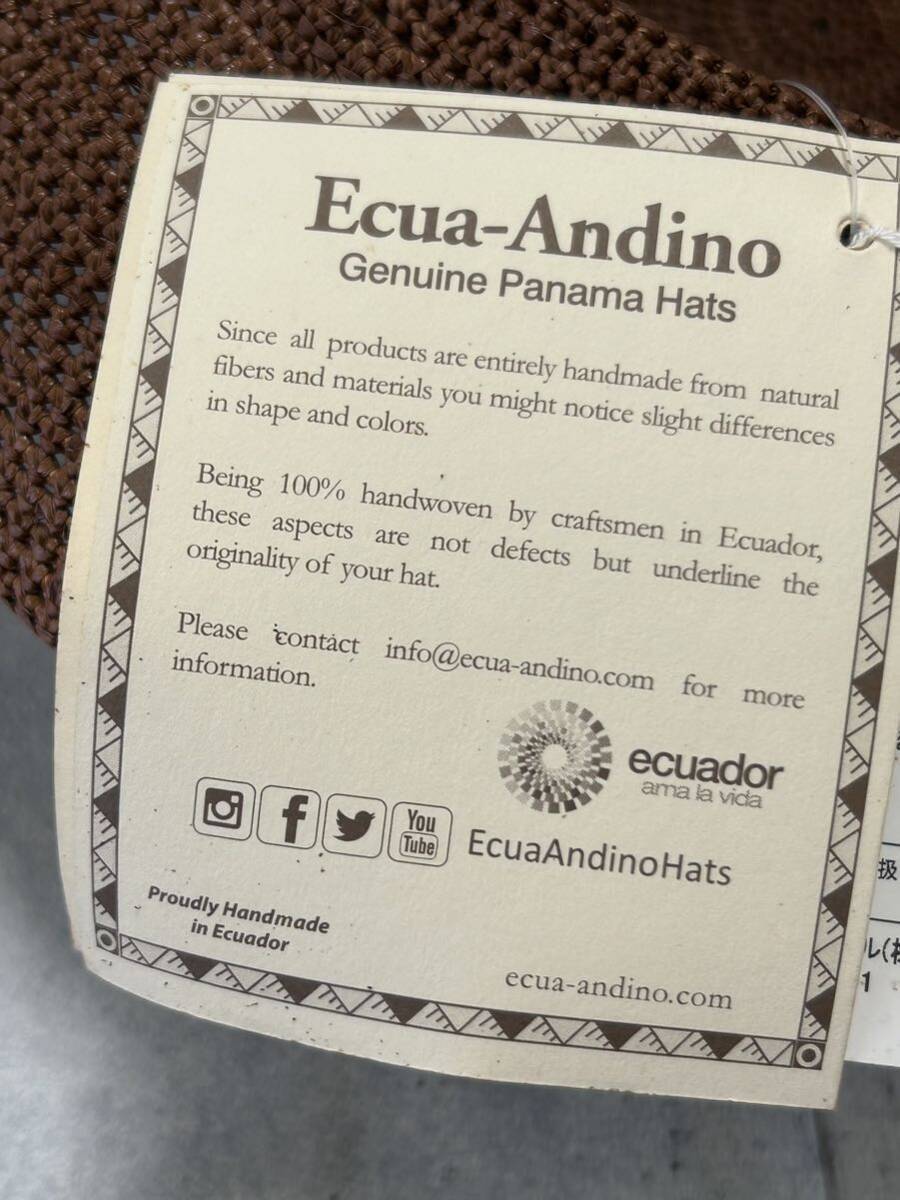 Ecua-Andino
Genuine Panama Hats
Since all products are entirely handmade from natural
fibers and materials you might notice slight differences
in shape and colors.
Being 100% handwoven by craftsmen in Ecuador,
these aspects are not defects but underline the
originality of your hat.
Please contact info@ecua-andino.com for more
information.
ecuador
ama la vida
You
Tube
EcuaAndinoHats
Proudly Handmade
in Ecuador
ecua-andino.com
扱
ル(株
1